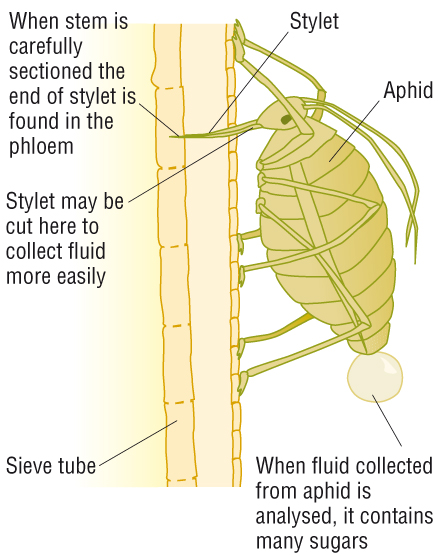 When stem is
carefully
sectioned the
end of stylet is
found in the
phloem
Stylet
Aphid
Stylet may be
cut here to
collect fluid
more easily
Sieve tube
When fluid collected
from aphid is
analysed, it contains
many sugars